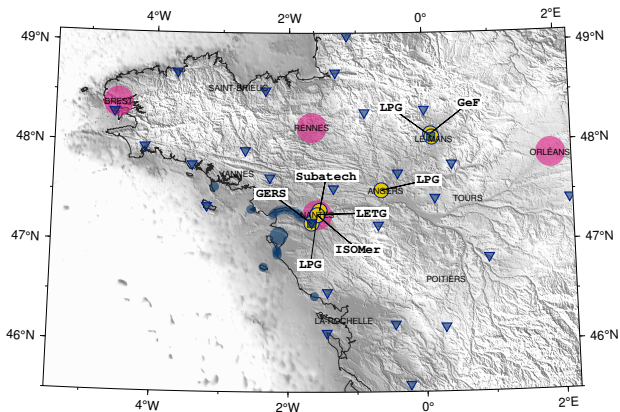 4°W
2°W
0°
2°E
49°N
49°N
SAINT-BRIEUC
BREST
LPG
GeF
LE MANS
48°N
RENNES
48°N
ORLÉANS
VANNES
Subatech
LPG
GERS
ANGERS
TOURS
NANTES
LETG
47°N
47°N
ISOMer
LPG
POITIERS
LA ROCHELLE
46°N
46°N
4°W
2°W
0°
2°E